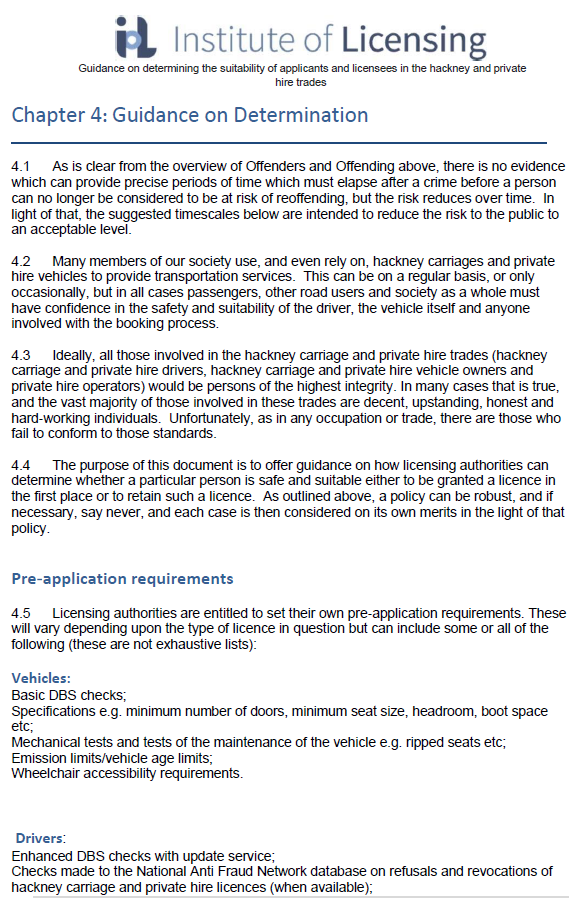 ioL Institute of Licensing
Guidance on determining the suitability of applicants and licensees in the hackney and private
hire trades
Chapter 4: Guidance on Determination
4.1 As is clear from the overview of Offenders and Offending above, there is no evidence
which can provide precise periods of time which must elapse after a crime before a person
can no longer be considered to be at risk of reoffending, but the risk reduces over time. In
light of that, the suggested timescales below are intended to reduce the risk to the public to
an acceptable level.
4.2 Many members of our society use, and even rely on, hackney carriages and private
hire vehicles to provide transportation services. This can be on a regular basis, or only
occasionally, but in all cases passengers, other road users and society as a whole must
have confidence in the safety and suitability of the driver, the vehicle itself and anyone
involved with the booking process.
4.3 Ideally, all those involved in the hackney carriage and private hire trades (hackney
carriage and private hire drivers, hackney carriage and private hire vehicle owners and
private hire operators) would be persons of the highest integrity. In many cases that is true,
and the vast majority of those involved in these trades are decent, upstanding, honest and
hard-working individuals. Unfortunately, as in any occupation or trade, there are those who
fail to conform to those standards.
4.4 The purpose of this document is to offer guidance on how licensing authorities can
determine whether a particular person is safe and suitable either to be granted a licence in
the first place or to retain such a licence. As outlined above, a policy can be robust, and if
necessary, say never, and each case is then considered on its own merits in the light of that
policy.
Pre-application requirements
4.5 Licensing authorities are entitled to set their own pre-application requirements. These
will vary depending upon the type of licence in question but can include some or all of the
following (these are not exhaustive lists):
Vehicles:
Basic DBS checks;
Specifications e.g. minimum number of doors, minimum seat size, headroom, boot space
etc;
Mechanical tests and tests of the maintenance of the vehicle e.g. ripped seats etc;
Emission limits/vehicle age limits;
Wheelchair accessibility requirements.
Drivers:
Enhanced DBS checks with update service;
Checks made to the National Anti Fraud Network database on refusals and revocations of
hackney carriage and private hire licences (when available);